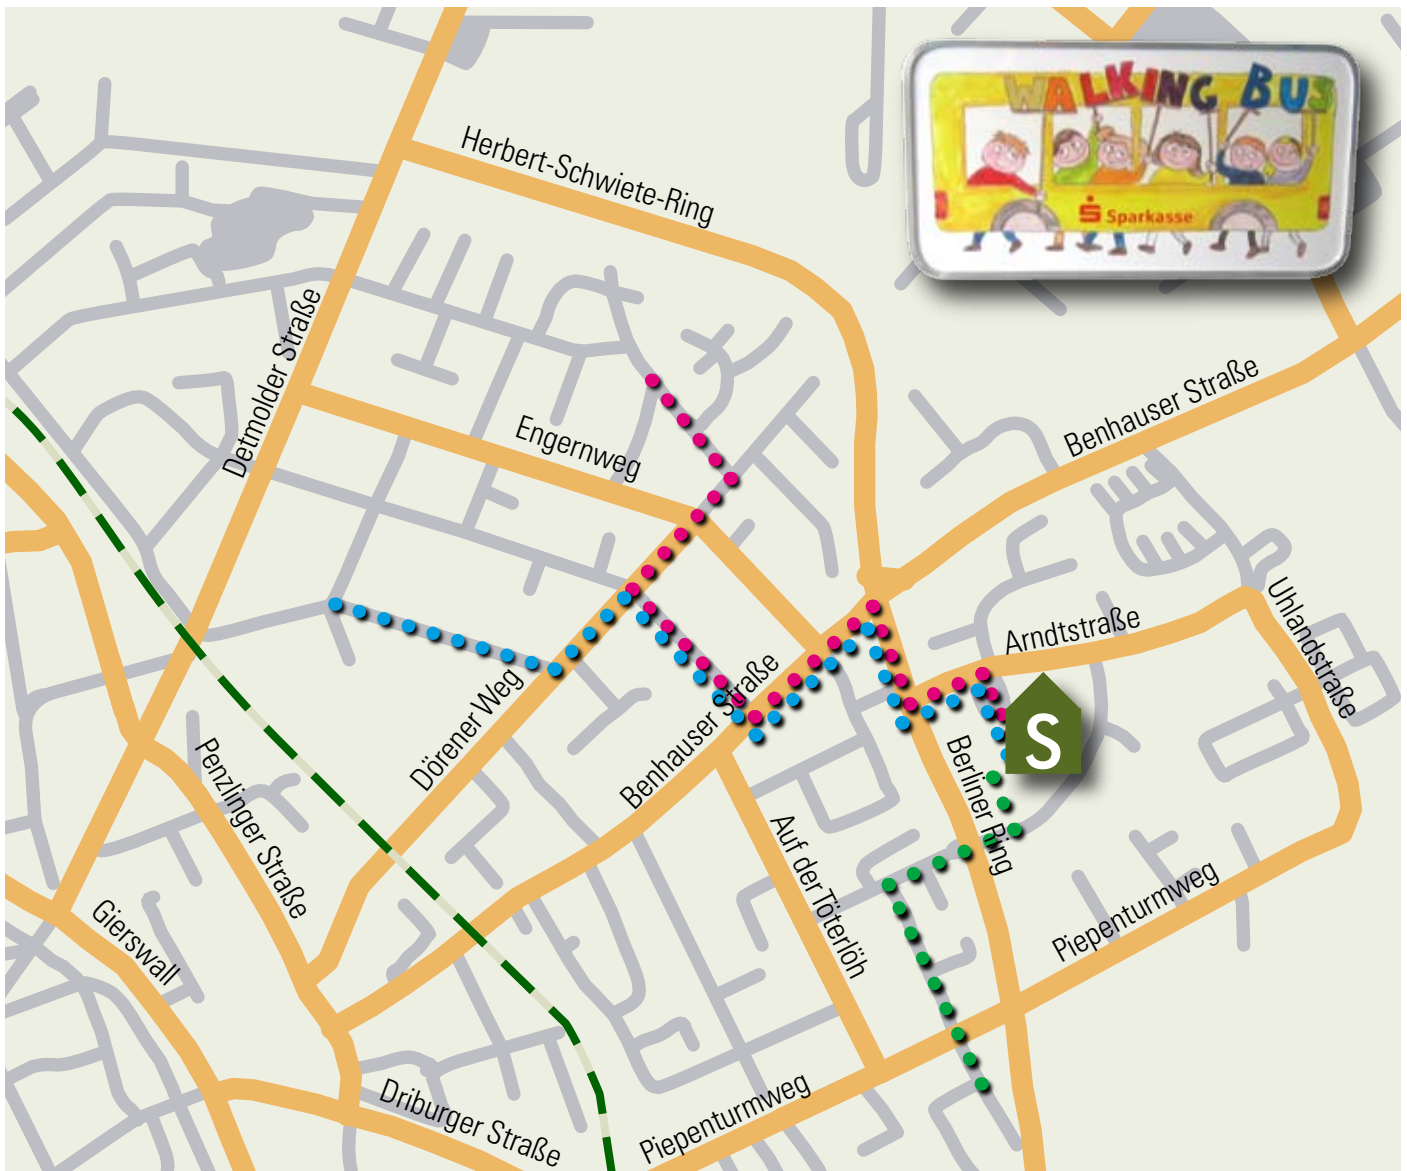 WALKING BUS
S Sparkasse
Herbert-Schwiete-Ring
Detmolder Straße
Engernweg
Benhauser Straße
Arndtstraße
Uhlandstraße
S
Dörener Weg
Benhauser Straße
Berliner Ring
Penzlinger Straße
Auf der Töterlöh
Gierswall
Piepenturmweg
Driburger Straße
Piepenturmweg